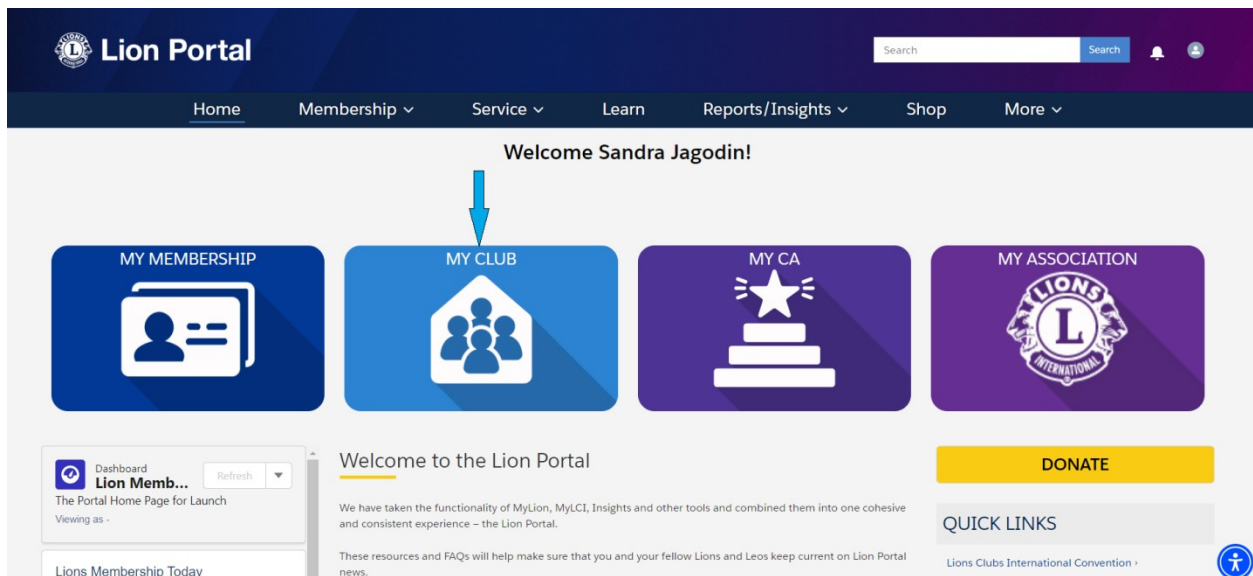 Lion Portal
Search
Search
Home Membership Service Learn Reports/Insights Shop More
Welcome Sandra Jagodin!
MY MEMBERSHIP
MY CLUB
MY CA
MY ASSOCIATION
LIONS
L
INTERNATIONAL
Dashboard
Lion Memb...
Refresh
The Portal Home Page for Launch
Viewing as -
Lions Membership Today
Welcome to the Lion Portal
We have taken the functionality of MyLion, MyLCI, Insights and other tools and combined them into one cohesive
and consistent experience – the Lion Portal.
These resources and FAQs will help make sure that you and your fellow Lions and Leos keep current on Lion Portal
news.
DONATE
QUICK LINKS
Lions Clubs International Convention ›